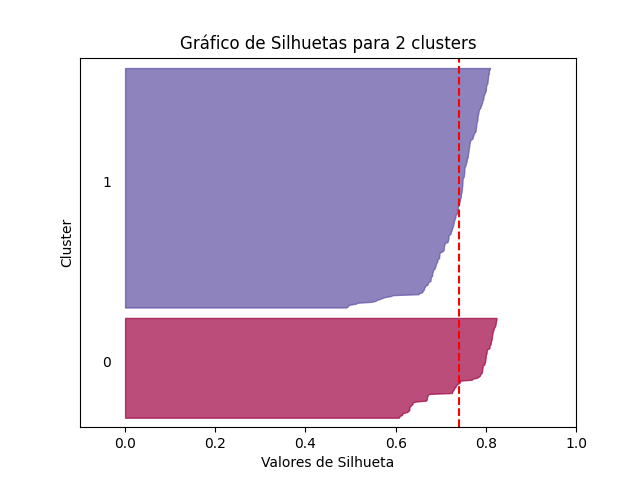 Gráfico de Silhuetas para 2 clusters
Cluster
1
0
0.0 0.2 0.4 0.6 0.8 1.0
Valores de Silhueta